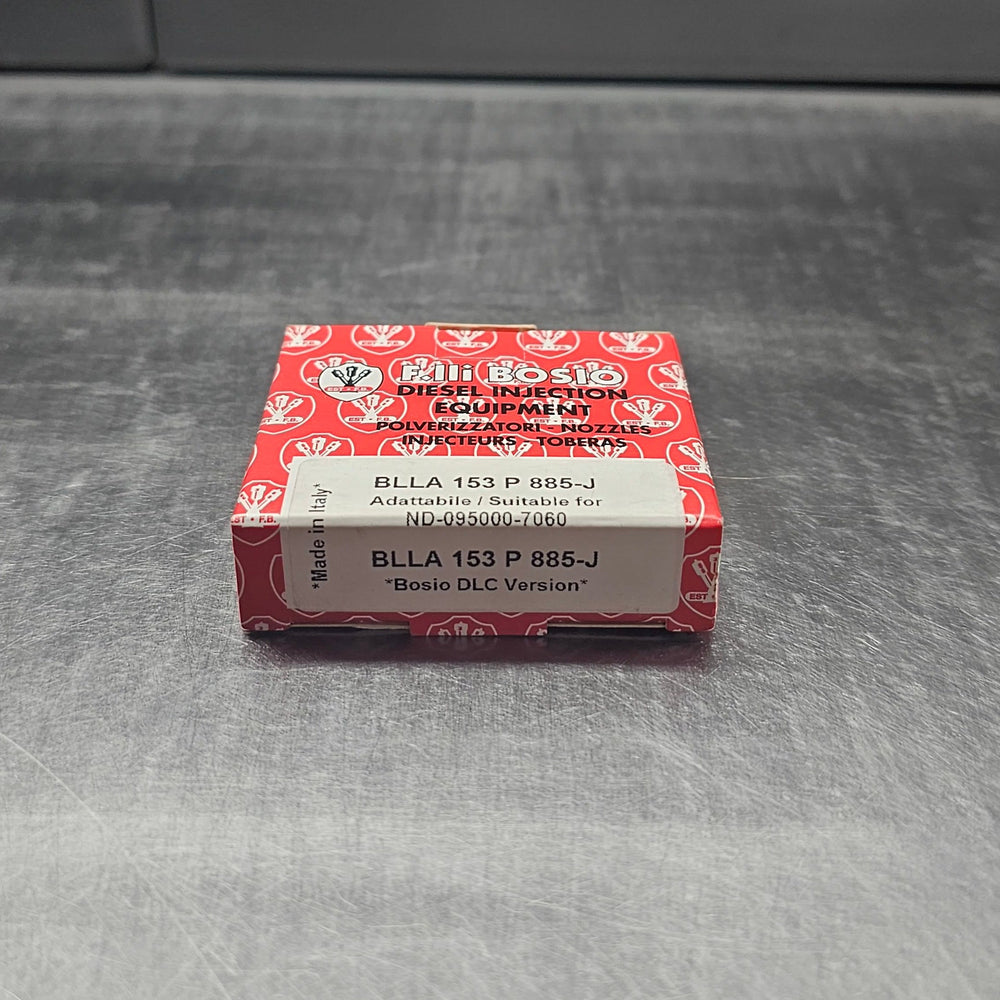 F.lli BOSIO
EST • F.B.
DIESEL INJECTION
EQUIPMENT
POLVERIZZATORI - NOZZLES
INJECTEURS - TOBERAS
*Made in Italy*
BLLA 153 P 885-J
Adattabile / Suitable for
ND-095000-7060
BLLA 153 P 885-J
*Bosio DLC Version*